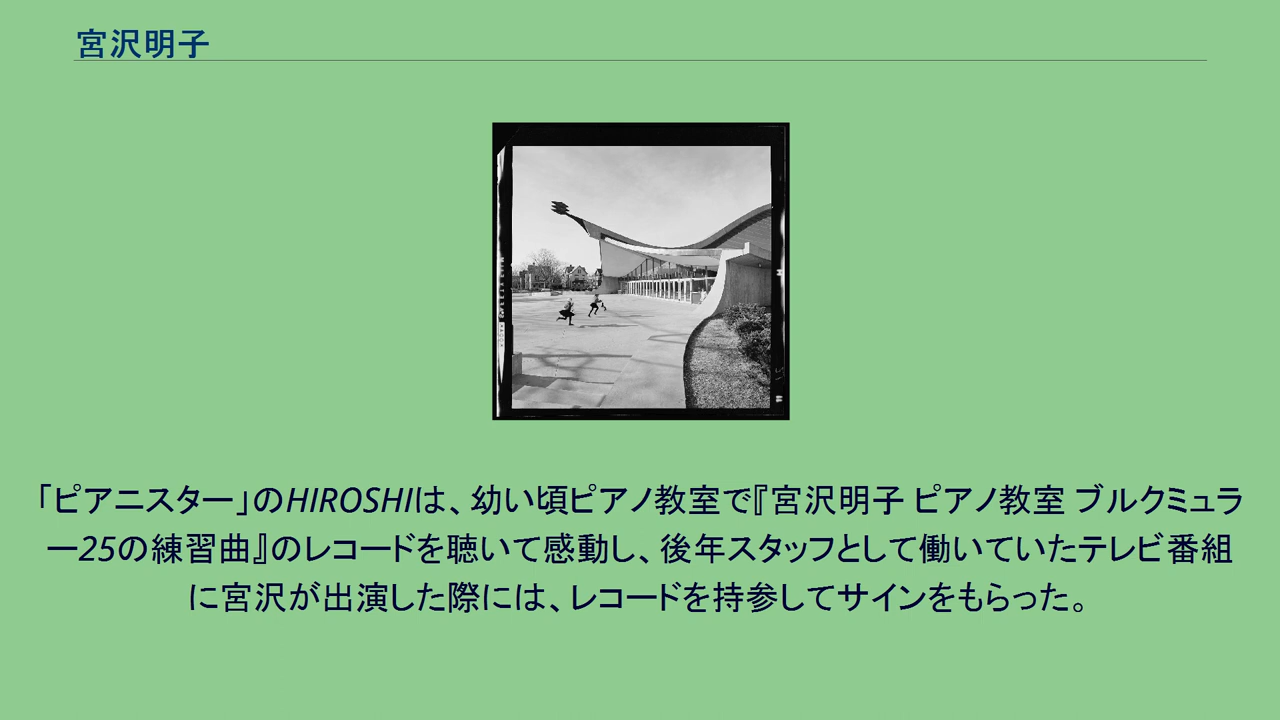 宮沢明子
「ピアニスター」のHIROSHIは、幼い頃ピアノ教室で『宮沢明子 ピアノ教室 ブルクミュラ
ー25の練習曲』のレコードを聴いて感動し、後年スタッフとして働いていたテレビ番組
に宮沢が出演した際には、レコードを持参してサインをもらった。